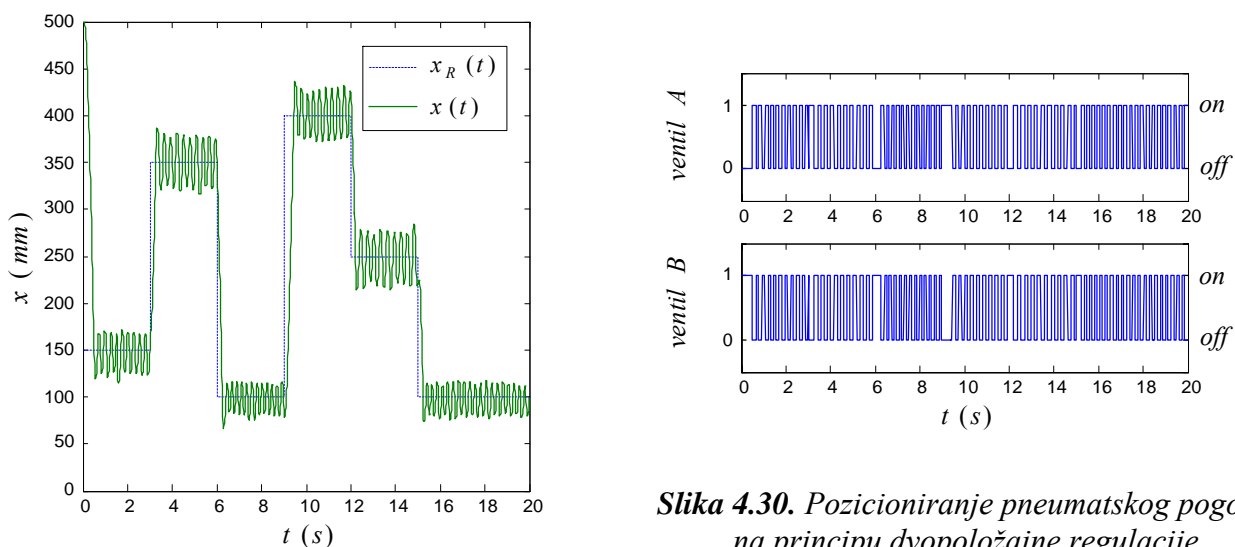 500
450
400
350
300
250
200
150
100
50
0
x ( mm )
0 2 4 6 8 10 12 14 16 18 20
t (s)
x_R (t)
x (t)
ventil A
1
0
on
off
0 2 4 6 8 10 12 14 16 18 20
ventil B
1
0
on
off
0 2 4 6 8 10 12 14 16 18 20
t (s)
Slika 4.30. Pozicioniranje pneumatskog pogo
na principu dvopoložajne regulacije